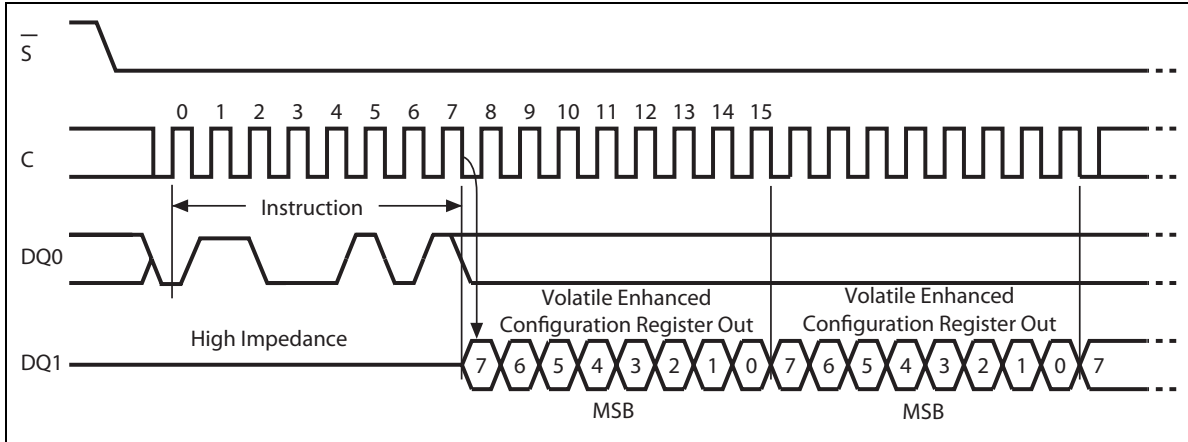 S
0 1 2 3 4 5 6 7 8 9 10 11 12 13 14 15
C
Instruction
DQ0
Volatile Enhanced
Configuration Register Out
Volatile Enhanced
Configuration Register Out
High Impedance
DQ1
7 6 5 4 3 2 1 0 7 6 5 4 3 2 1 0 7
MSB
MSB